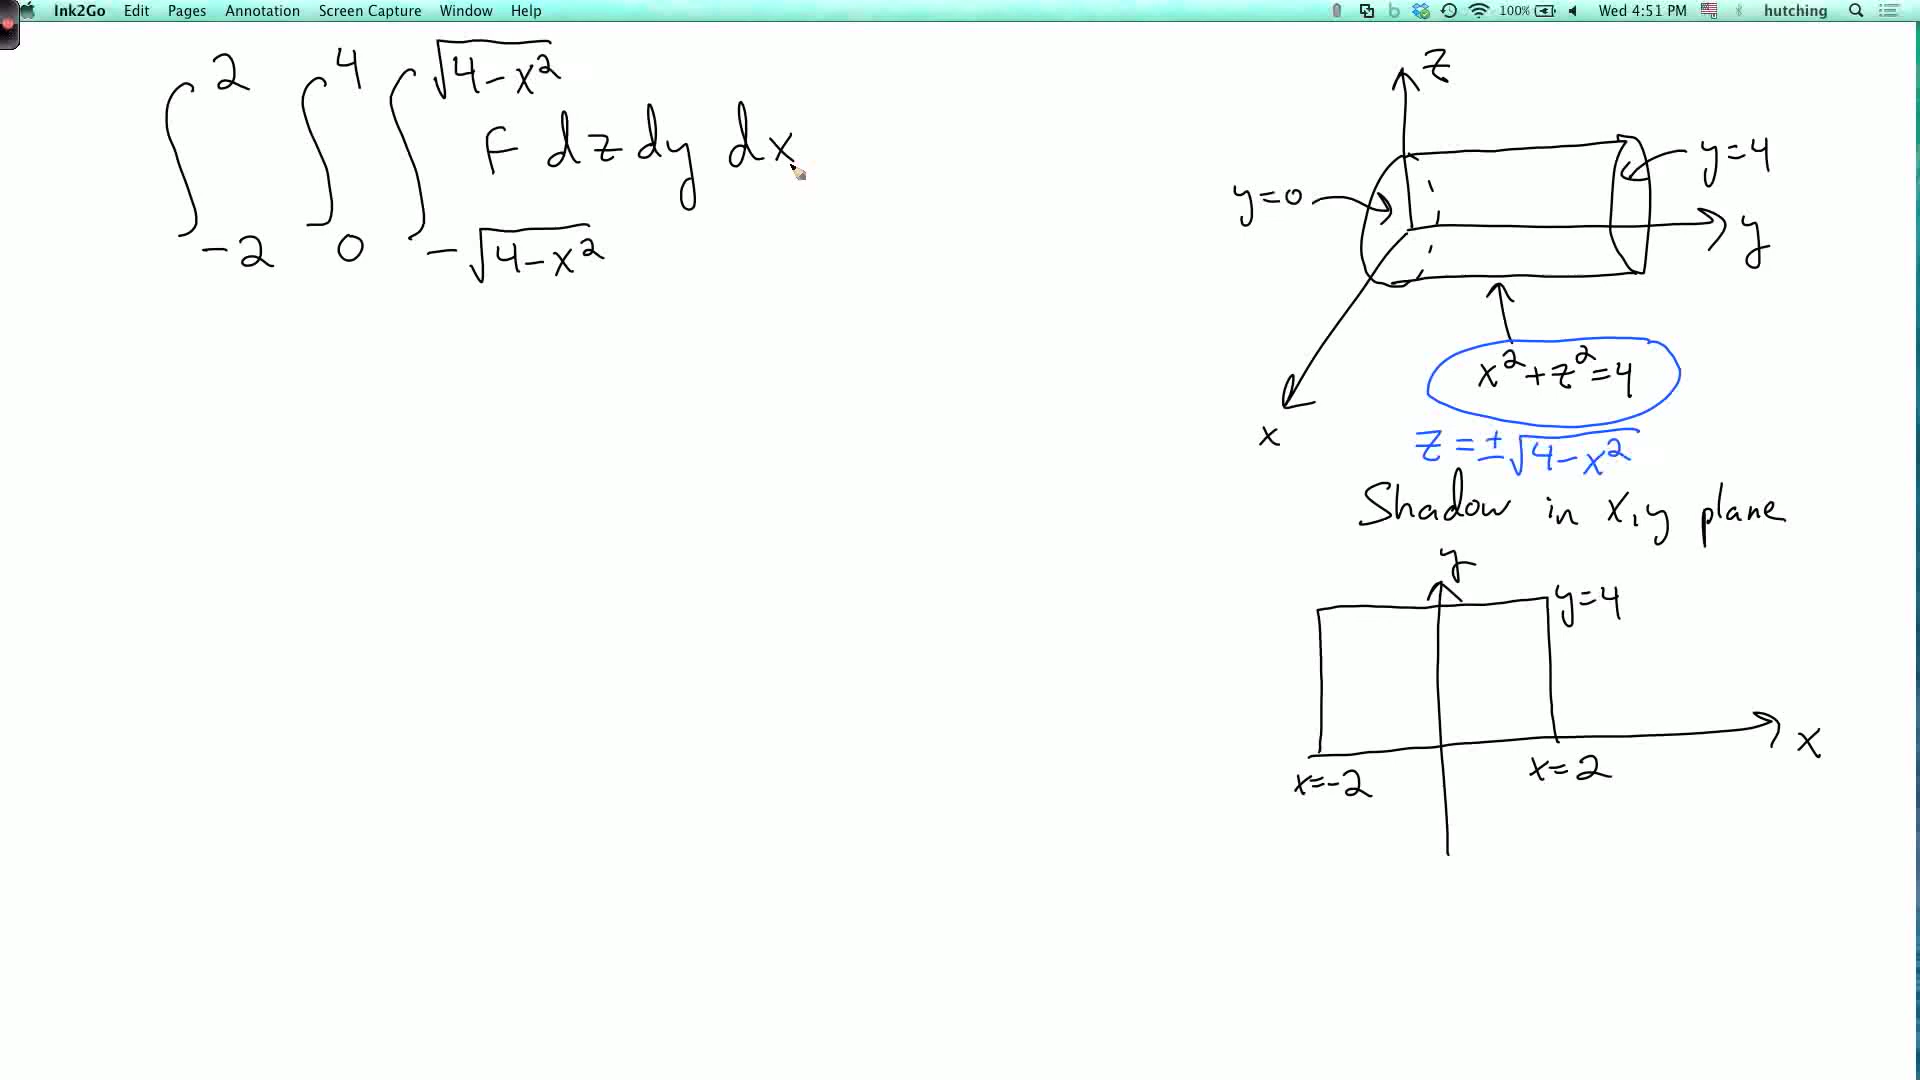 Ink2Go Edit Pages Annotation Screen Capture Window Help 100% Wed 4:51 PM hutching
∫_{-2}^{2} ∫_{0}^{4} ∫_{-√(4-x²)}^{√(4-x²)} F dz dy dx
z
y=4
y=0
y
x²+z²=4
x
z=±√(4-x²)
Shadow in x,y plane
y
y=4
x
x=-2
x=2